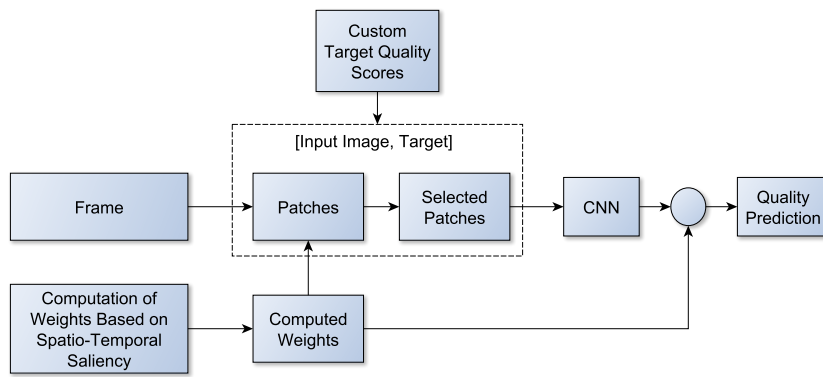 Custom
Target Quality
Scores
[Input Image, Target]
Frame
Patches
Selected
Patches
CNN
Quality
Prediction
Computation of
Weights Based on
Spatio-Temporal
Saliency
Computed
Weights